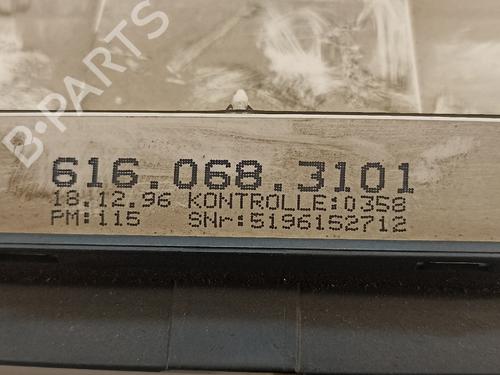 B-PARTS
616.068.3101
18.12.96 KONTROLLE:0358
PM:115 SNr:5196152712